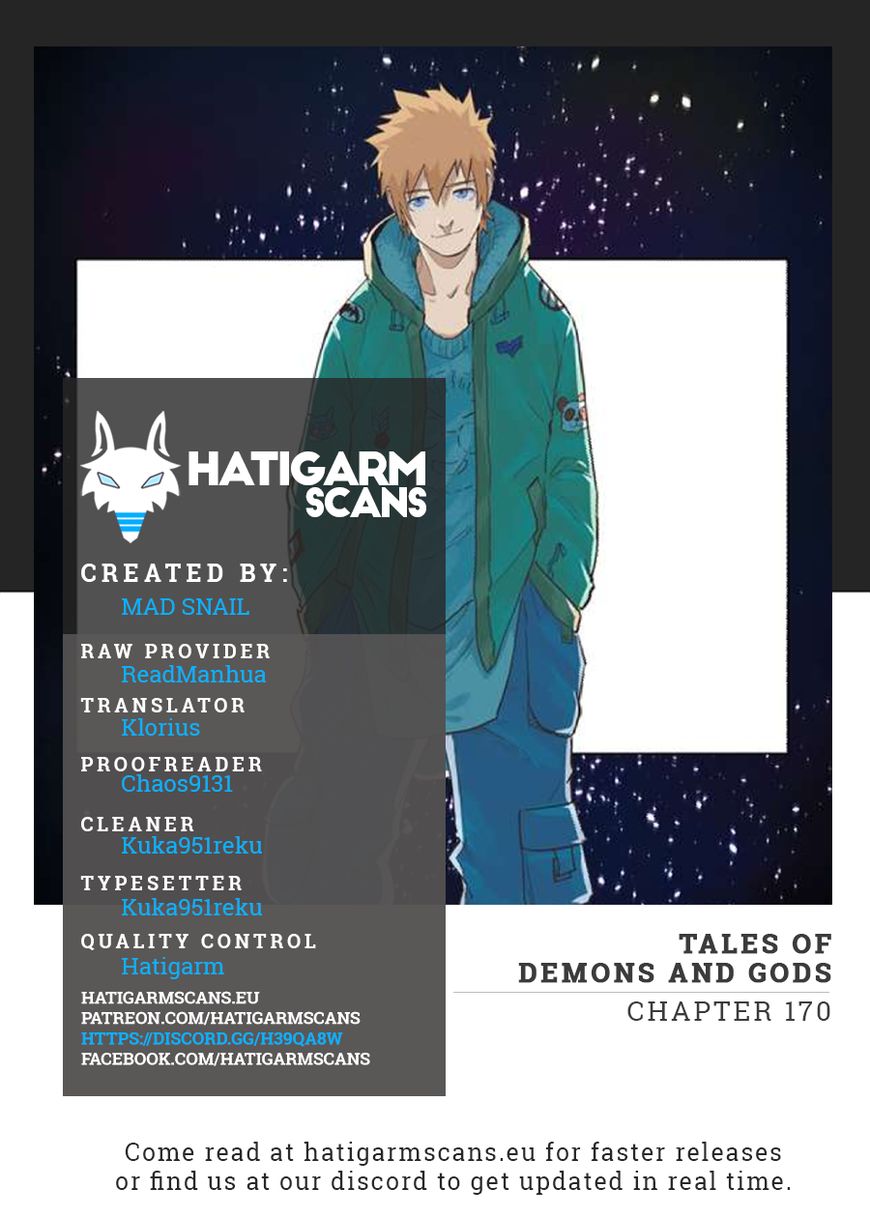 HATIGARM
SCANS
CREATED BY:
MAD SNAIL
RAW PROVIDER
ReadManhua
TRANSLATOR
Klorius
PROOFREADER
Chaos9131
CLEANER
Kuka951reku
TYPESETTER
Kuka951reku
QUALITY CONTROL
Hatigarm
HATIGARMSCANS.EU
PATREON.COM/HATIGARMSCANS
HTTPS://DISCORD.GG/H39QA8W
FACEBOOK.COM/HATIGARMSCANS
TALES OF
DEMONS AND GODS
CHAPTER 170
Come read at hatigarmscans.eu for faster releases
or find us at our discord to get updated in real time.